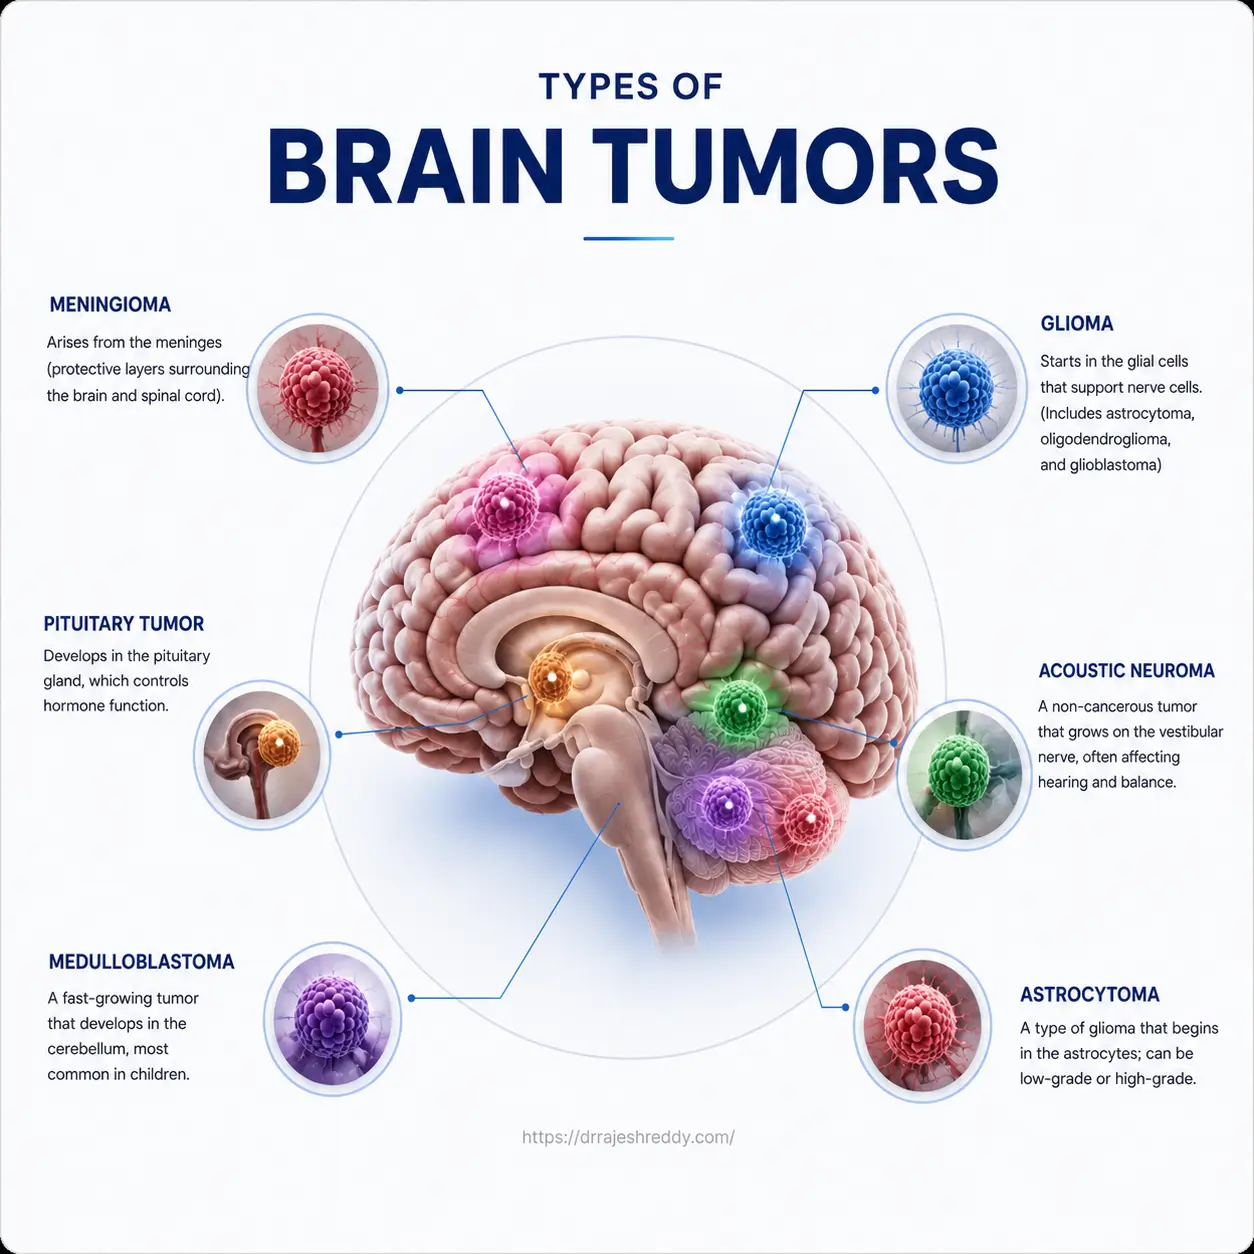 TYPES OF
BRAIN TUMORS
MENINGIOMA
Arises from the meninges
(protective layers surrounding
the brain and spinal cord).
GLIOMA
Starts in the glial cells
that support nerve cells.
(Includes astrocytoma,
oligodendroglioma,
and glioblastoma)
PITUITARY TUMOR
Develops in the pituitary
gland, which controls
hormone function.
ACOUSTIC NEUROMA
A non-cancerous tumor
that grows on the vestibular
nerve, often affecting
hearing and balance.
MEDULLOBLASTOMA
A fast-growing tumor
that develops in the
cerebellum, most
common in children.
ASTROCYTOMA
A type of glioma that begins
in the astrocytes; can be
low-grade or high-grade.
https://drrajeshreddy.com/